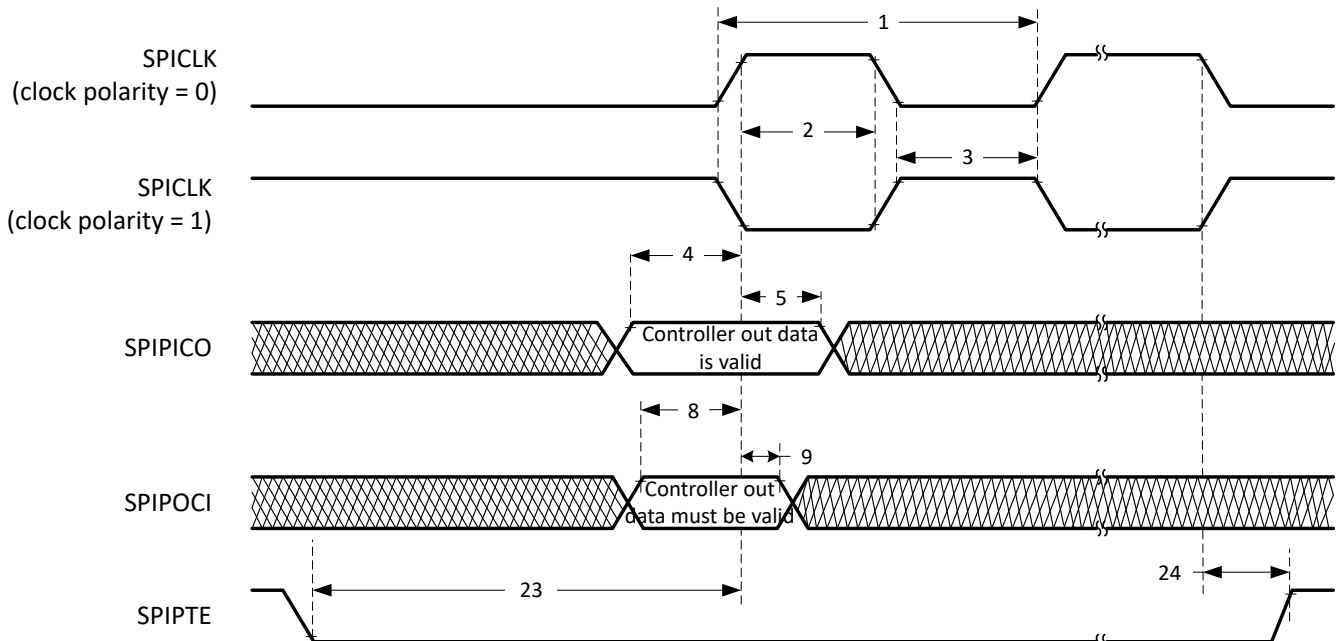 1
SPICLK
(clock polarity = 0)
2
3
SPICLK
(clock polarity = 1)
4
5
SPIPICO
Controller out data
is valid
8
9
SPIPOCI
Controller out
data must be valid
23
24
SPIPTE